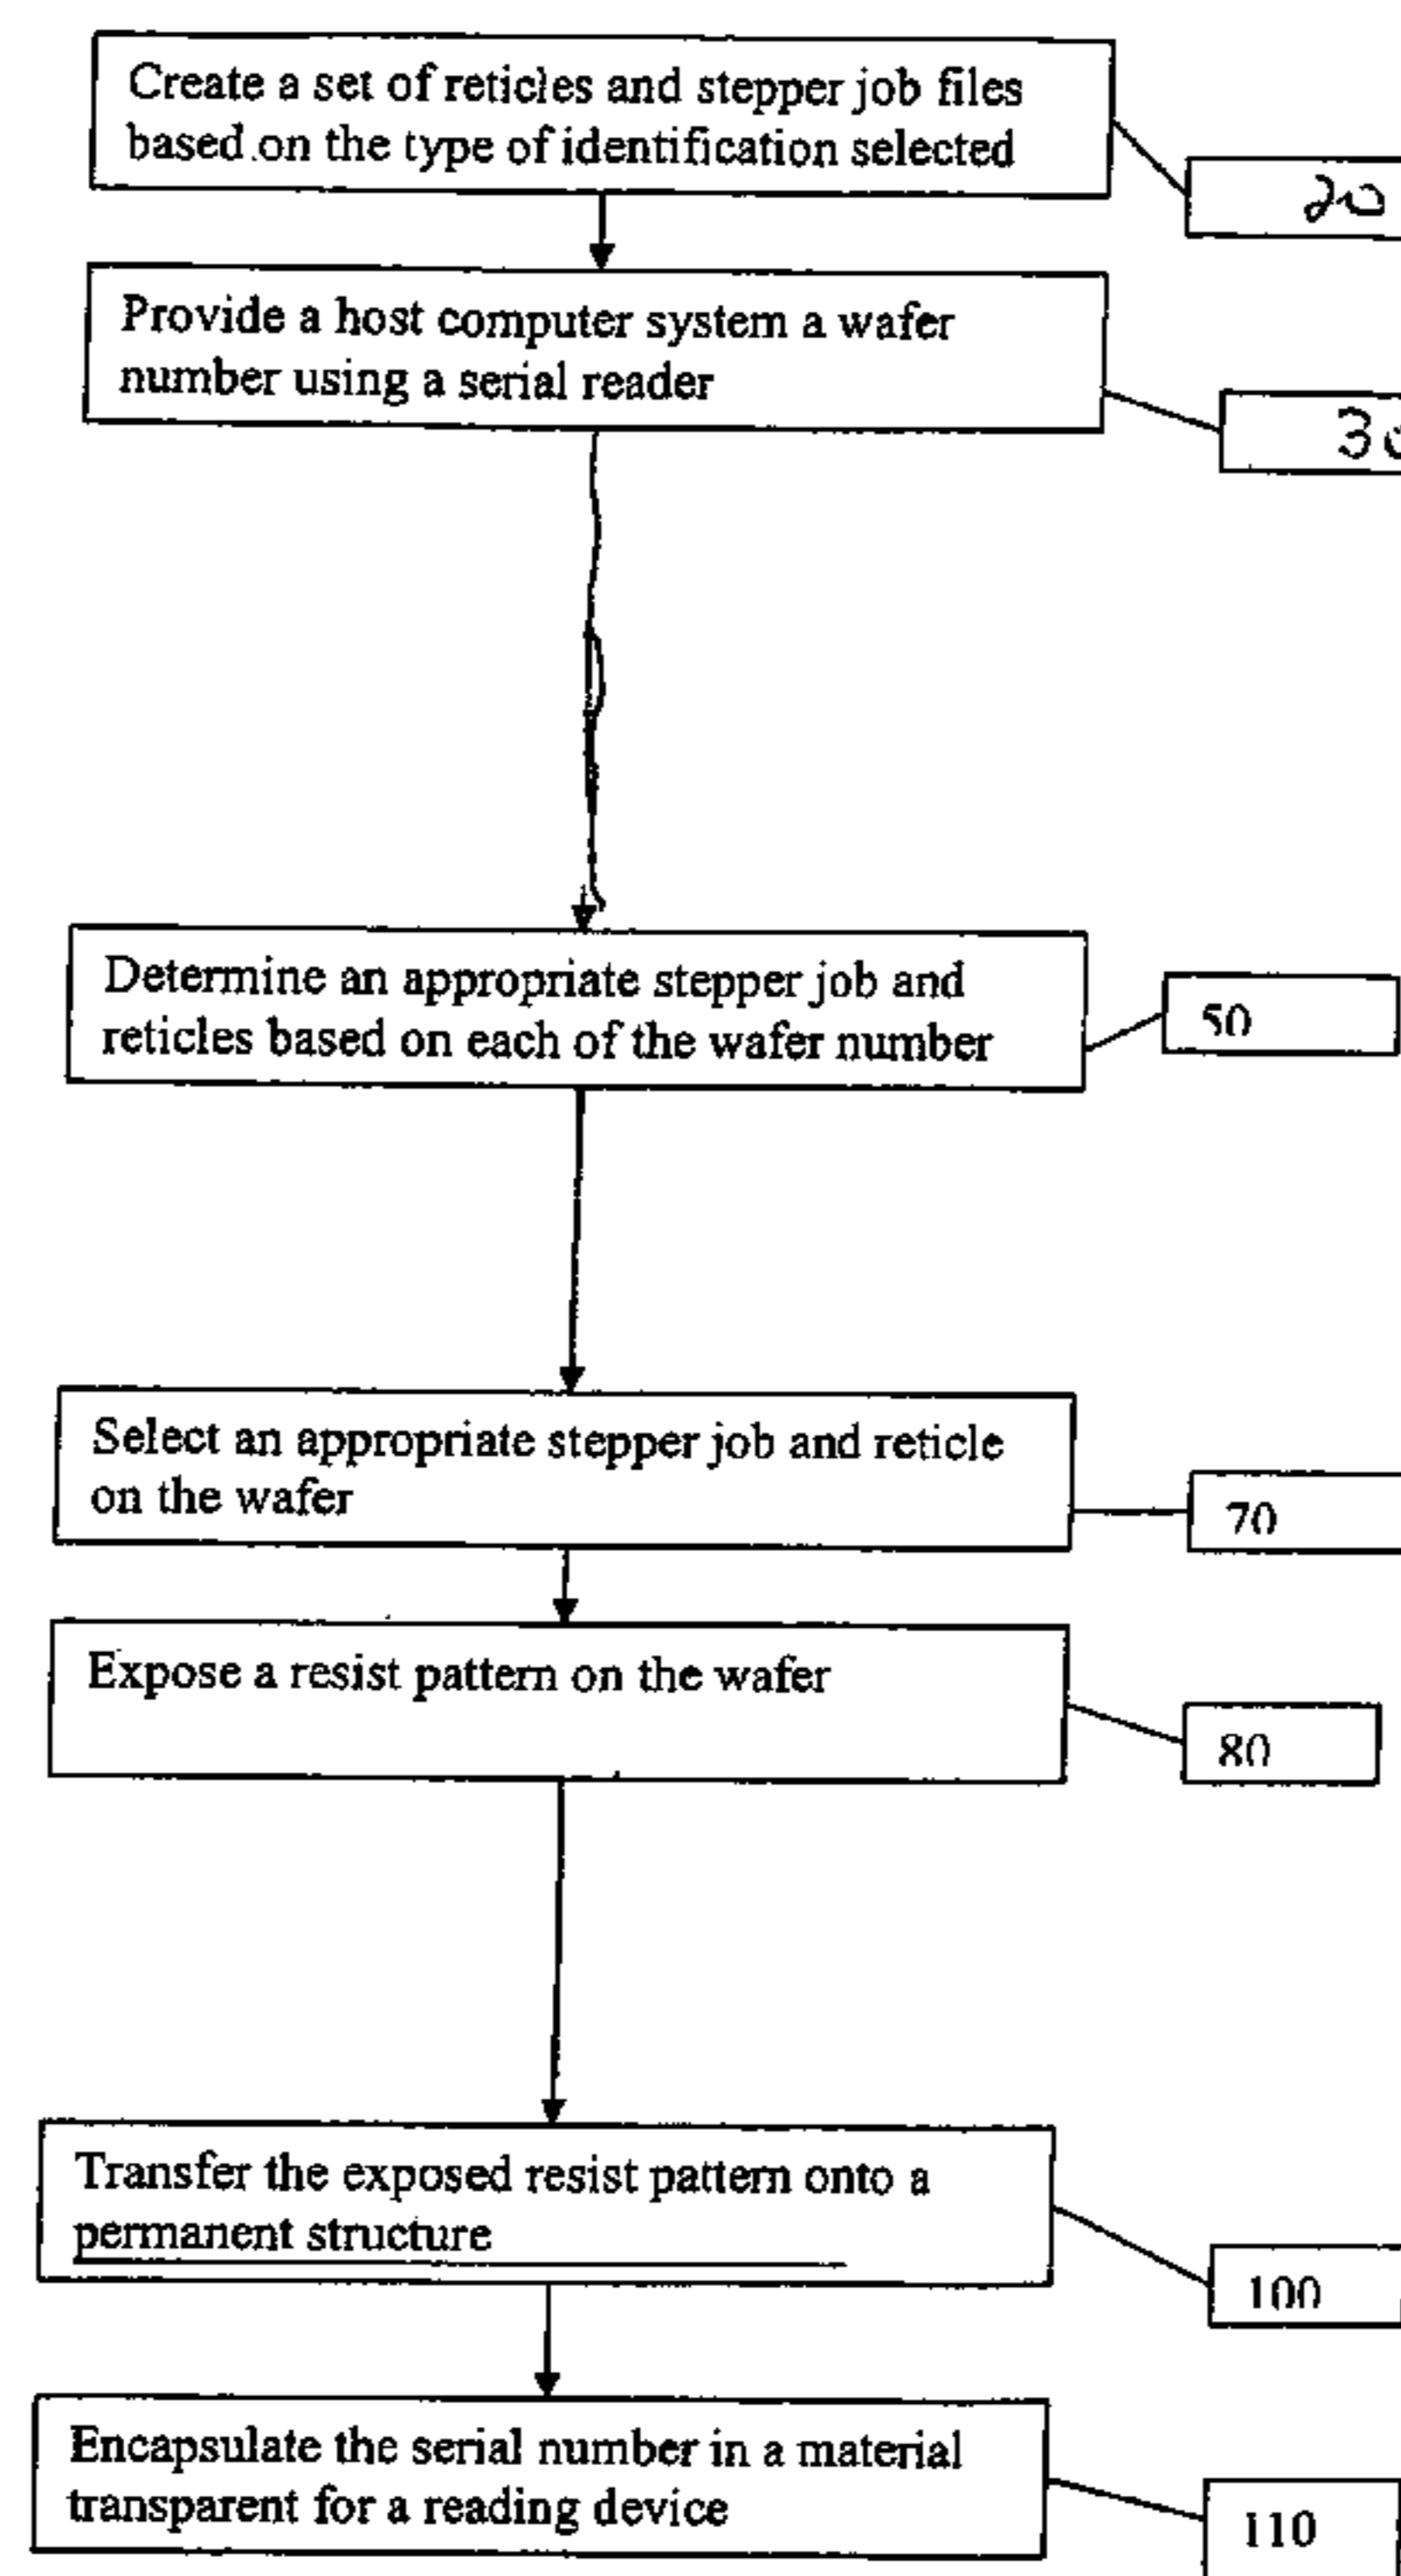 Create a set of reticles and stepper job files
based on the type of identification selected
20
Provide a host computer system a wafer
number using a serial reader
30
Determine an appropriate stepper job and
reticles based on each of the wafer number
50
Select an appropriate stepper job and reticle
on the wafer
70
Expose a resist pattern on the wafer
80
Transfer the exposed resist pattern onto a
permanent structure
100
Encapsulate the serial number in a material
transparent for a reading device
110